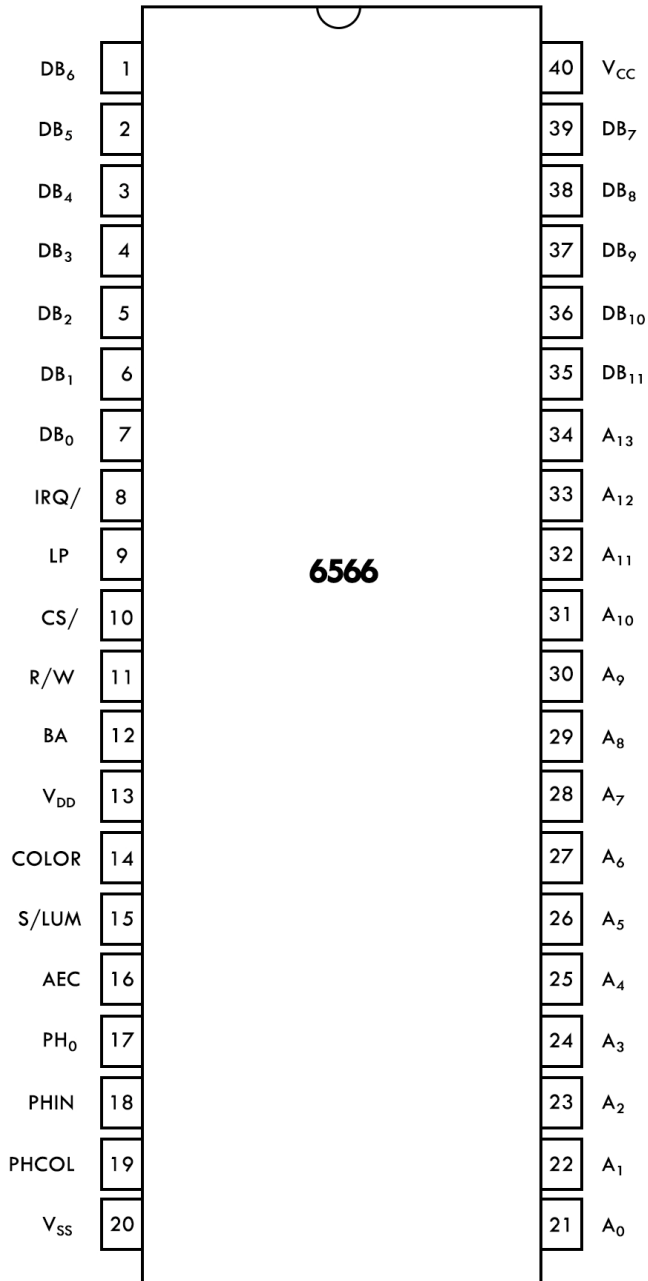 DB₆ 1 40 V_CC
DB₅ 2 39 DB₇
DB₄ 3 38 DB₈
DB₃ 4 37 DB₉
DB₂ 5 36 DB₁₀
DB₁ 6 35 DB₁₁
DB₀ 7 34 A₁₃
IRQ/ 8 33 A₁₂
LP 9 32 A₁₁
6566
CS/ 10 31 A₁₀
R/W 11 30 A₉
BA 12 29 A₈
V_DD 13 28 A₇
COLOR 14 27 A₆
S/LUM 15 26 A₅
AEC 16 25 A₄
PH₀ 17 24 A₃
PHIN 18 23 A₂
PHCOL 19 22 A₁
V_SS 20 21 A₀